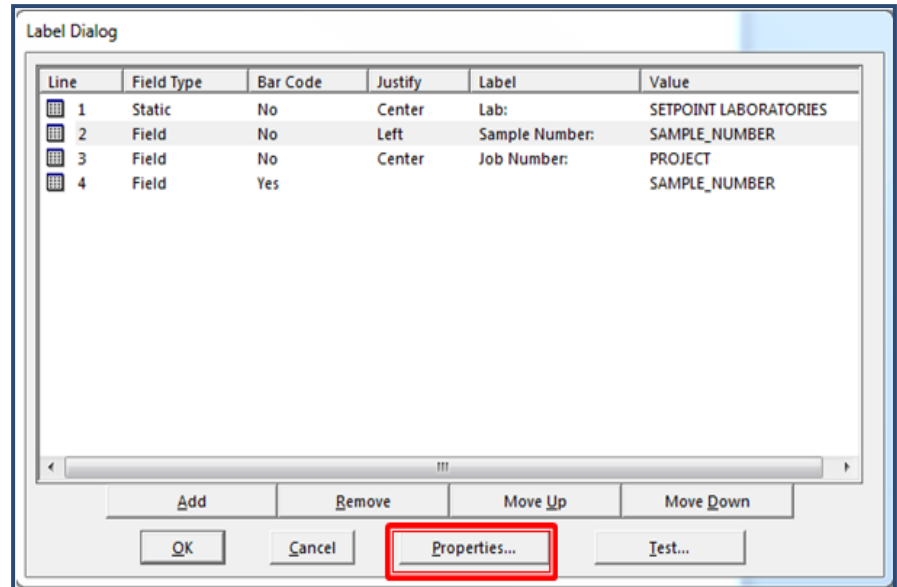 Label Dialog
Line Field Type Bar Code Justify Label Value
1 Static No Center Lab: SETPOINT LABORATORIES
2 Field No Left Sample Number: SAMPLE_NUMBER
3 Field No Center Job Number: PROJECT
4 Field Yes SAMPLE_NUMBER
Add Remove Move Up Move Down
OK Cancel Properties... Test...